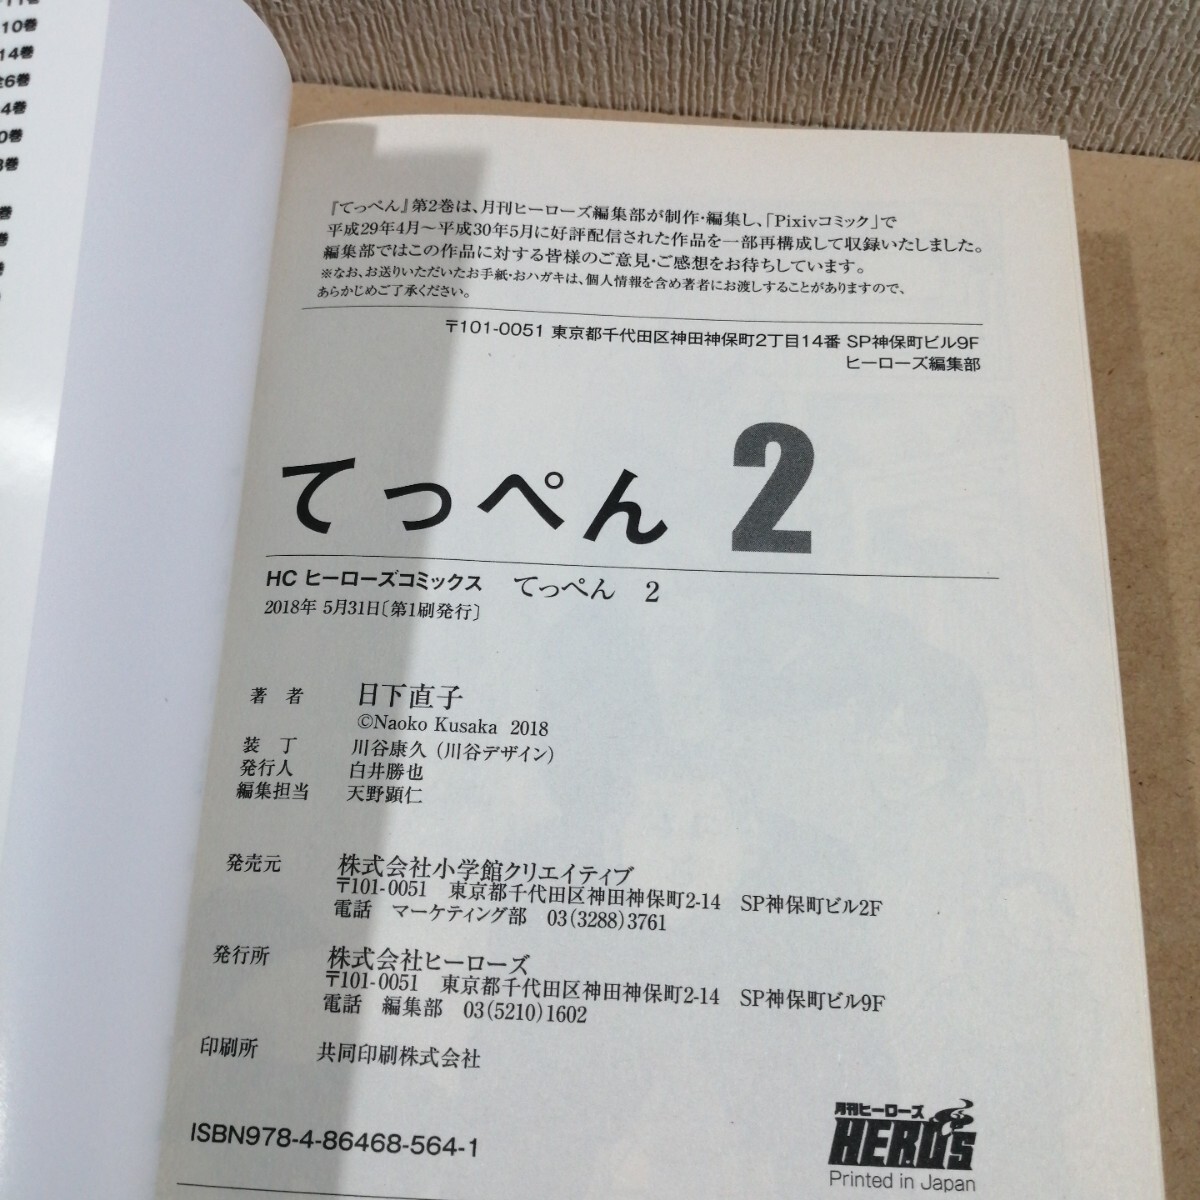 10巻
14巻
全6巻
4巻
0巻
3巻
巻
巻
『てっぺん』第2巻は、月刊ヒーローズ編集部が制作・編集し、「Pixivコミック」で
平成29年4月～平成30年5月に好評配信された作品を一部再構成して収録いたしました。
編集部ではこの作品に対する皆様のご意見・ご感想をお待ちしています。
※なお、お送りいただいたお手紙・おハガキは、個人情報を含め著者にお渡しすることがありますので、
あらかじめご了承ください。
〒101-0051 東京都千代田区神田神保町2丁目14番 SP神保町ビル9F
ヒーローズ編集部
てっぺん 2
HC ヒーローズコミックス てっぺん 2
2018年 5月31日〔第1刷発行〕
著 者 日下直子
©Naoko Kusaka 2018
装 丁 川谷康久（川谷デザイン）
発行人 白井勝也
編集担当 天野顕仁
発売元 株式会社小学館クリエイティブ
〒101-0051 東京都千代田区神田神保町2-14 SP神保町ビル2F
電話 マーケティング部 03(3288)3761
発行所 株式会社ヒーローズ
〒101-0051 東京都千代田区神田神保町2-14 SP神保町ビル9F
電話 編集部 03(5210)1602
印刷所 共同印刷株式会社
ISBN978-4-86468-564-1
月刊ヒーローズ
HERO's
Printed in Japan